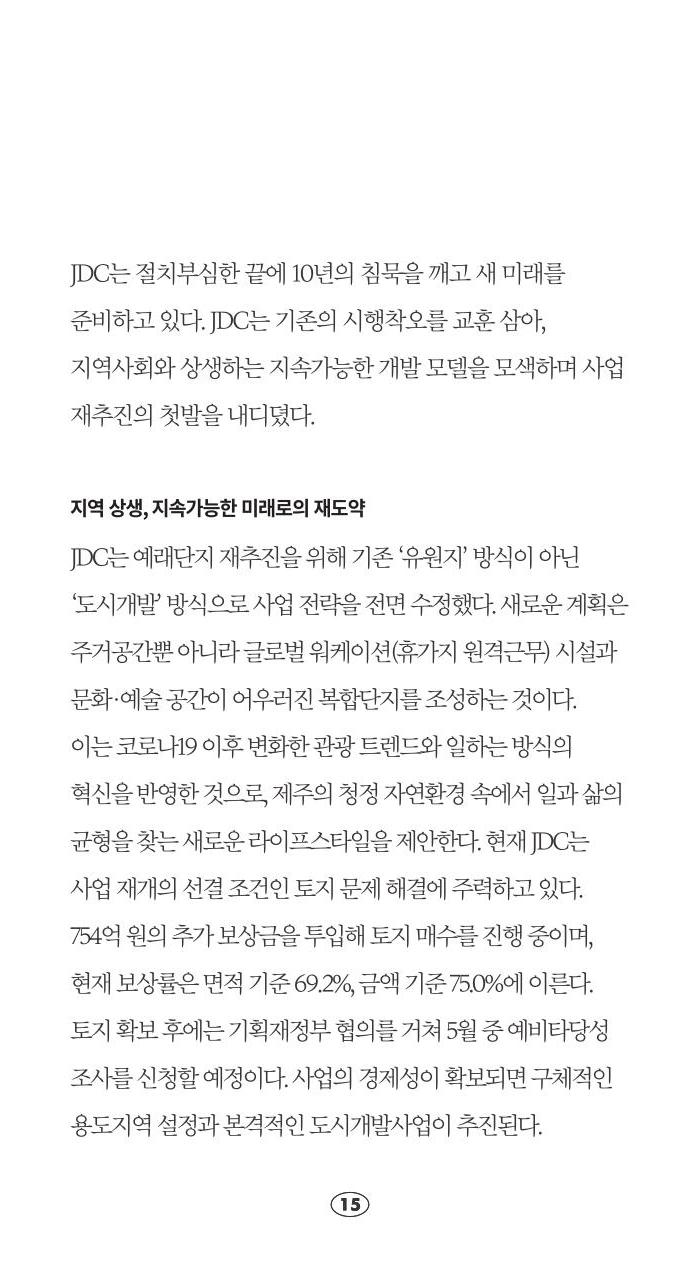 JDC는 절치부심한 끝에 10년의 침묵을 깨고 새 미래를
준비하고 있다. JDC는 기존의 시행착오를 교훈 삼아,
지역사회와 상생하는 지속가능한 개발 모델을 모색하며 사업
재추진의 첫발을 내디뎠다.
지역 상생, 지속가능한 미래로의 재도약
JDC는 예래단지 재추진을 위해 기존 ‘유원지’ 방식이 아닌
‘도시개발’ 방식으로 사업 전략을 전면 수정했다. 새로운 계획은
주거공간뿐 아니라 글로벌 워케이션(휴가지 원격근무) 시설과
문화·예술 공간이 어우러진 복합단지를 조성하는 것이다.
이는 코로나19 이후 변화한 관광 트렌드와 일하는 방식의
혁신을 반영한 것으로, 제주의 청정 자연환경 속에서 일과 삶의
균형을 찾는 새로운 라이프스타일을 제안한다. 현재 JDC는
사업 재개의 선결 조건인 토지 문제 해결에 주력하고 있다.
754억 원의 추가 보상금을 투입해 토지 매수를 진행 중이며,
현재 보상률은 면적 기준 69.2%, 금액 기준 75.0%에 이른다.
토지 확보 후에는 기획재정부 협의를 거쳐 5월 중 예비타당성
조사를 신청할 예정이다. 사업의 경제성이 확보되면 구체적인
용도지역 설정과 본격적인 도시개발사업이 추진된다.
15